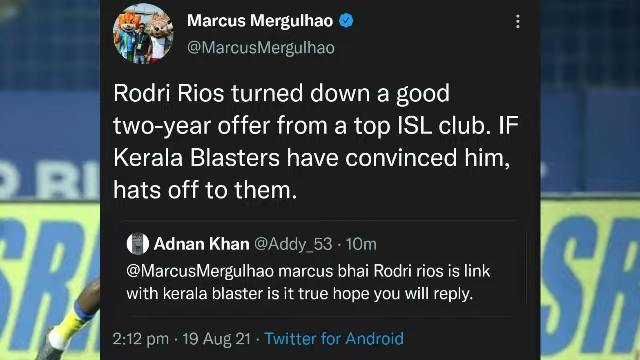 Marcus Mergulhao
@MarcusMergulhao
Rodri Rios turned down a good
two-year offer from a top ISL club. IF
Kerala Blasters have convinced him,
hats off to them.
Adnan Khan @Addy_53 · 10m
@MarcusMergulhao marcus bhai Rodri rios is link
with kerala blaster is it true hope you will reply.
2:12 pm · 19 Aug 21 · Twitter for Android